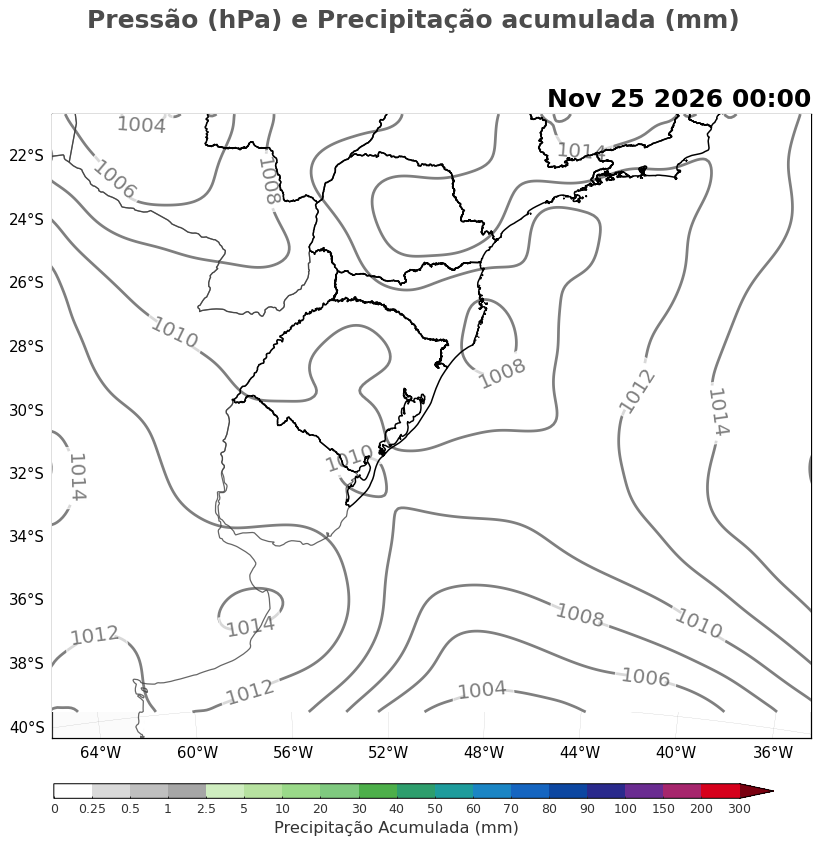 Pressão (hPa) e Precipitação acumulada (mm)
Nov 25 2026 00:00
1004
1014
22°S
1006
1008
24°S
26°S
1010
28°S
1008
1012
30°S
1014
1010
32°S
1014
34°S
36°S
1014
1008
1010
1012
38°S
1006
1012
1004
40°S
64°W 60°W 56°W 52°W 48°W 44°W 40°W 36°W
0 0.25 0.5 1 2.5 5 10 20 30 40 50 60 70 80 90 100 150 200 300
Precipitação Acumulada (mm)